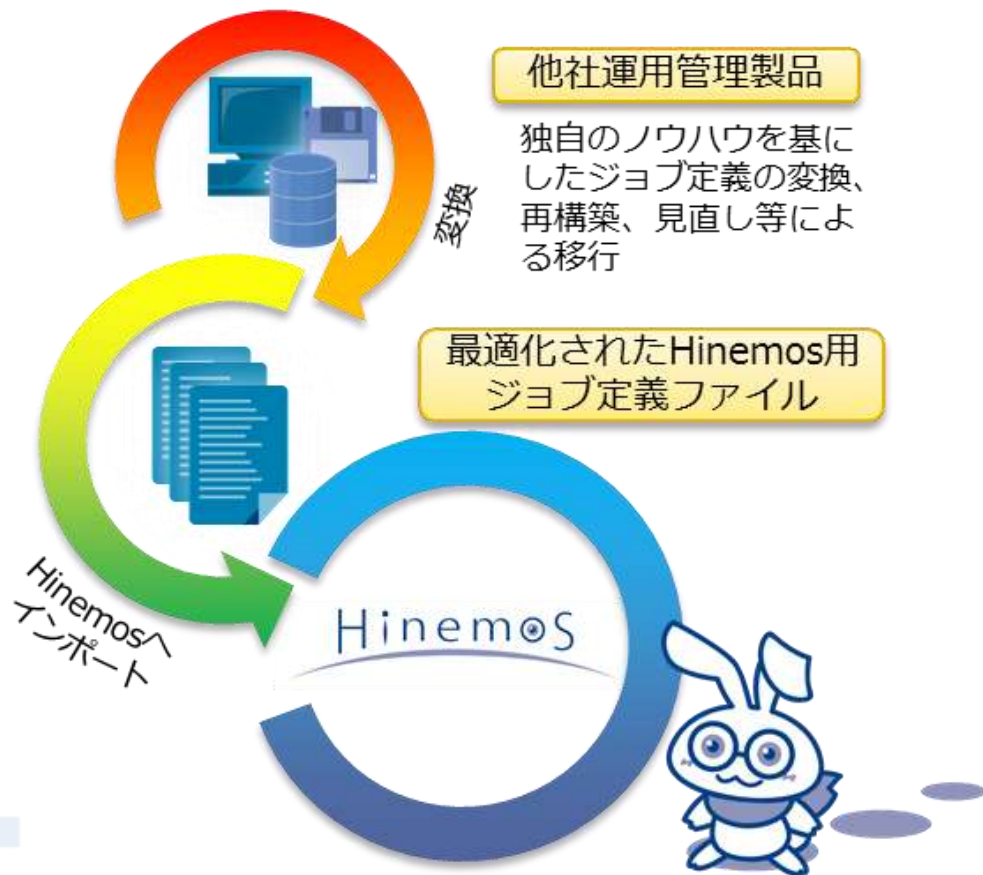 他社運用管理製品
独自のノウハウを基に
したジョブ定義の変換、
再構築、見直し等によ
る移行
変換
最適化されたHinemos用
ジョブ定義ファイル
Hinemosへ
インポート
Hinemos